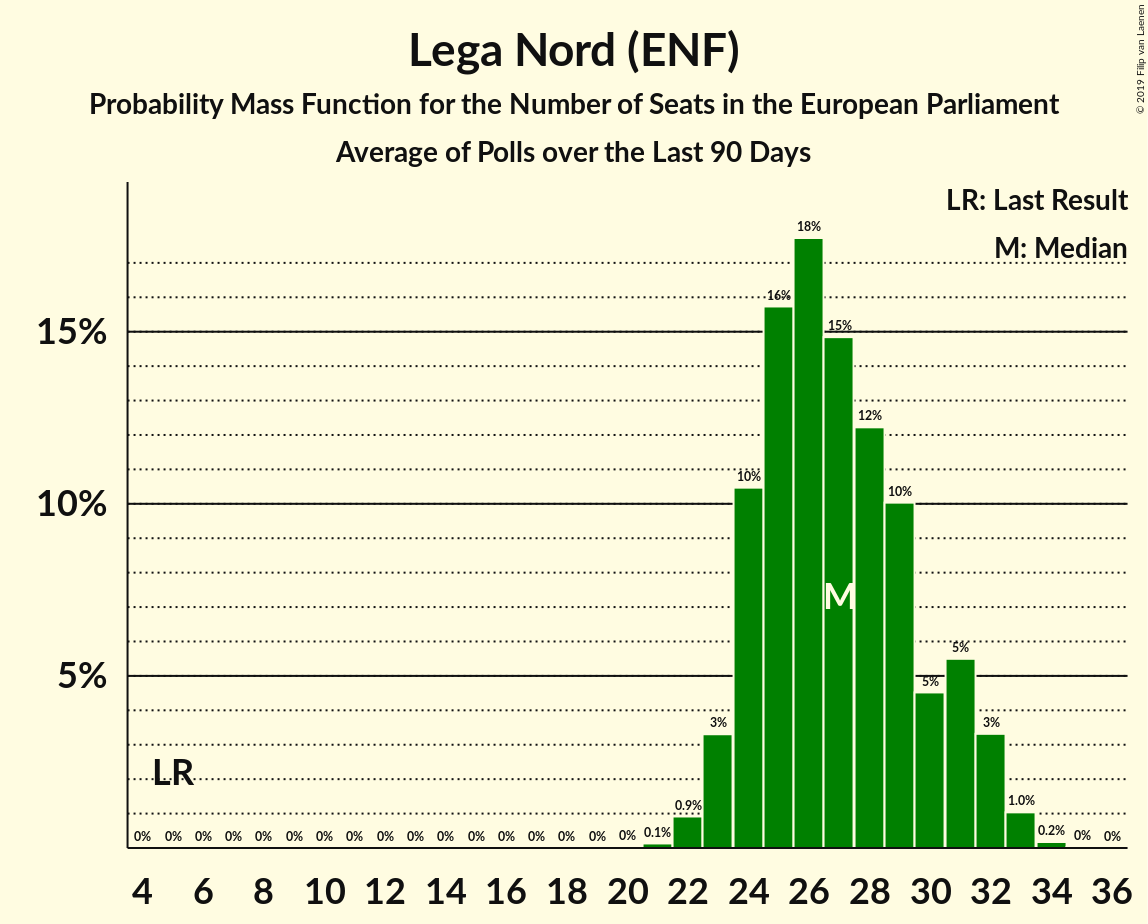 © 2019 Filip van Laenen
Lega Nord (ENF)
Probability Mass Function for the Number of Seats in the European Parliament
Average of Polls over the Last 90 Days
LR: Last Result
M: Median
15%
10%
5%
LR
M
0% 0% 0% 0% 0% 0% 0% 0% 0% 0% 0% 0% 0% 0% 0% 0% 0% 0.1% 0.9% 3% 10% 16% 18% 15% 12% 10% 5% 5% 3% 1.0% 0.2% 0% 0%
4 6 8 10 12 14 16 18 20 22 24 26 28 30 32 34 36